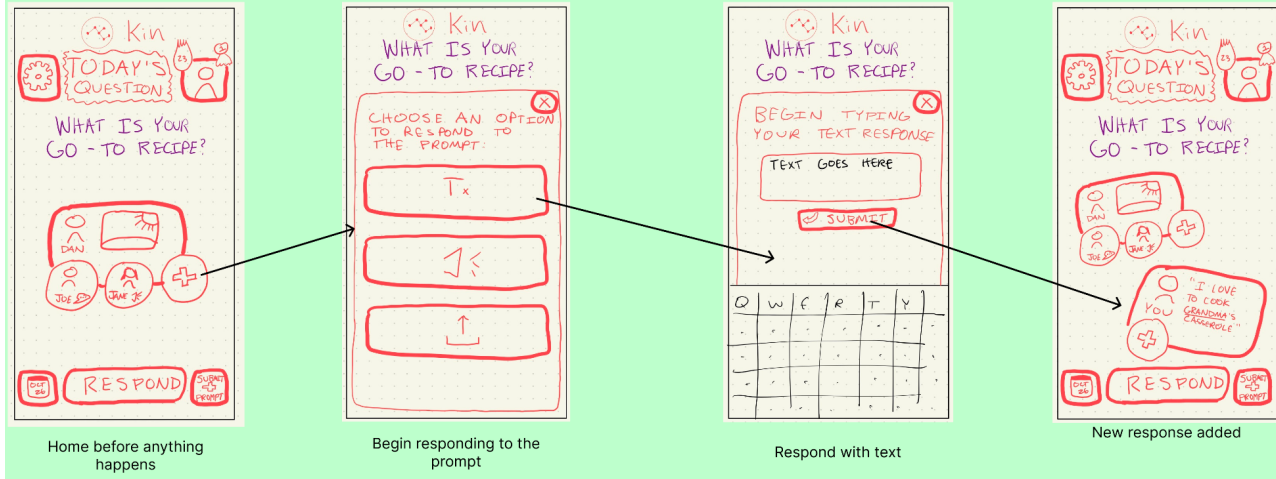 Kin
TODAY'S
QUESTION
23
1
WHAT IS YOUR
GO-TO RECIPE?
DAN
JOE
JANE JE
OCT
26
RESPOND
SUBMIT
PROMPT
Home before anything
happens
Kin
WHAT IS YOUR
GO-TO RECIPE?
X
CHOOSE AN OPTION
TO RESPOND TO
THE PROMPT:
Tx
Begin responding to the
prompt
Kin
WHAT IS YOUR
GO-TO RECIPE?
X
BEGIN TYPING
YOUR TEXT RESPONSE
TEXT GOES HERE
SUBMIT
Q W E R T Y
Respond with text
Kin
TODAY'S
QUESTION
23
WHAT IS YOUR
GO-TO RECIPE?
DAN
JOE
JANE JE
YOU
"I LOVE
TO COOK
GRANDMA'S
CASSEROLE"
OCT
26
RESPOND
SUBMIT
PROMPT
New response added